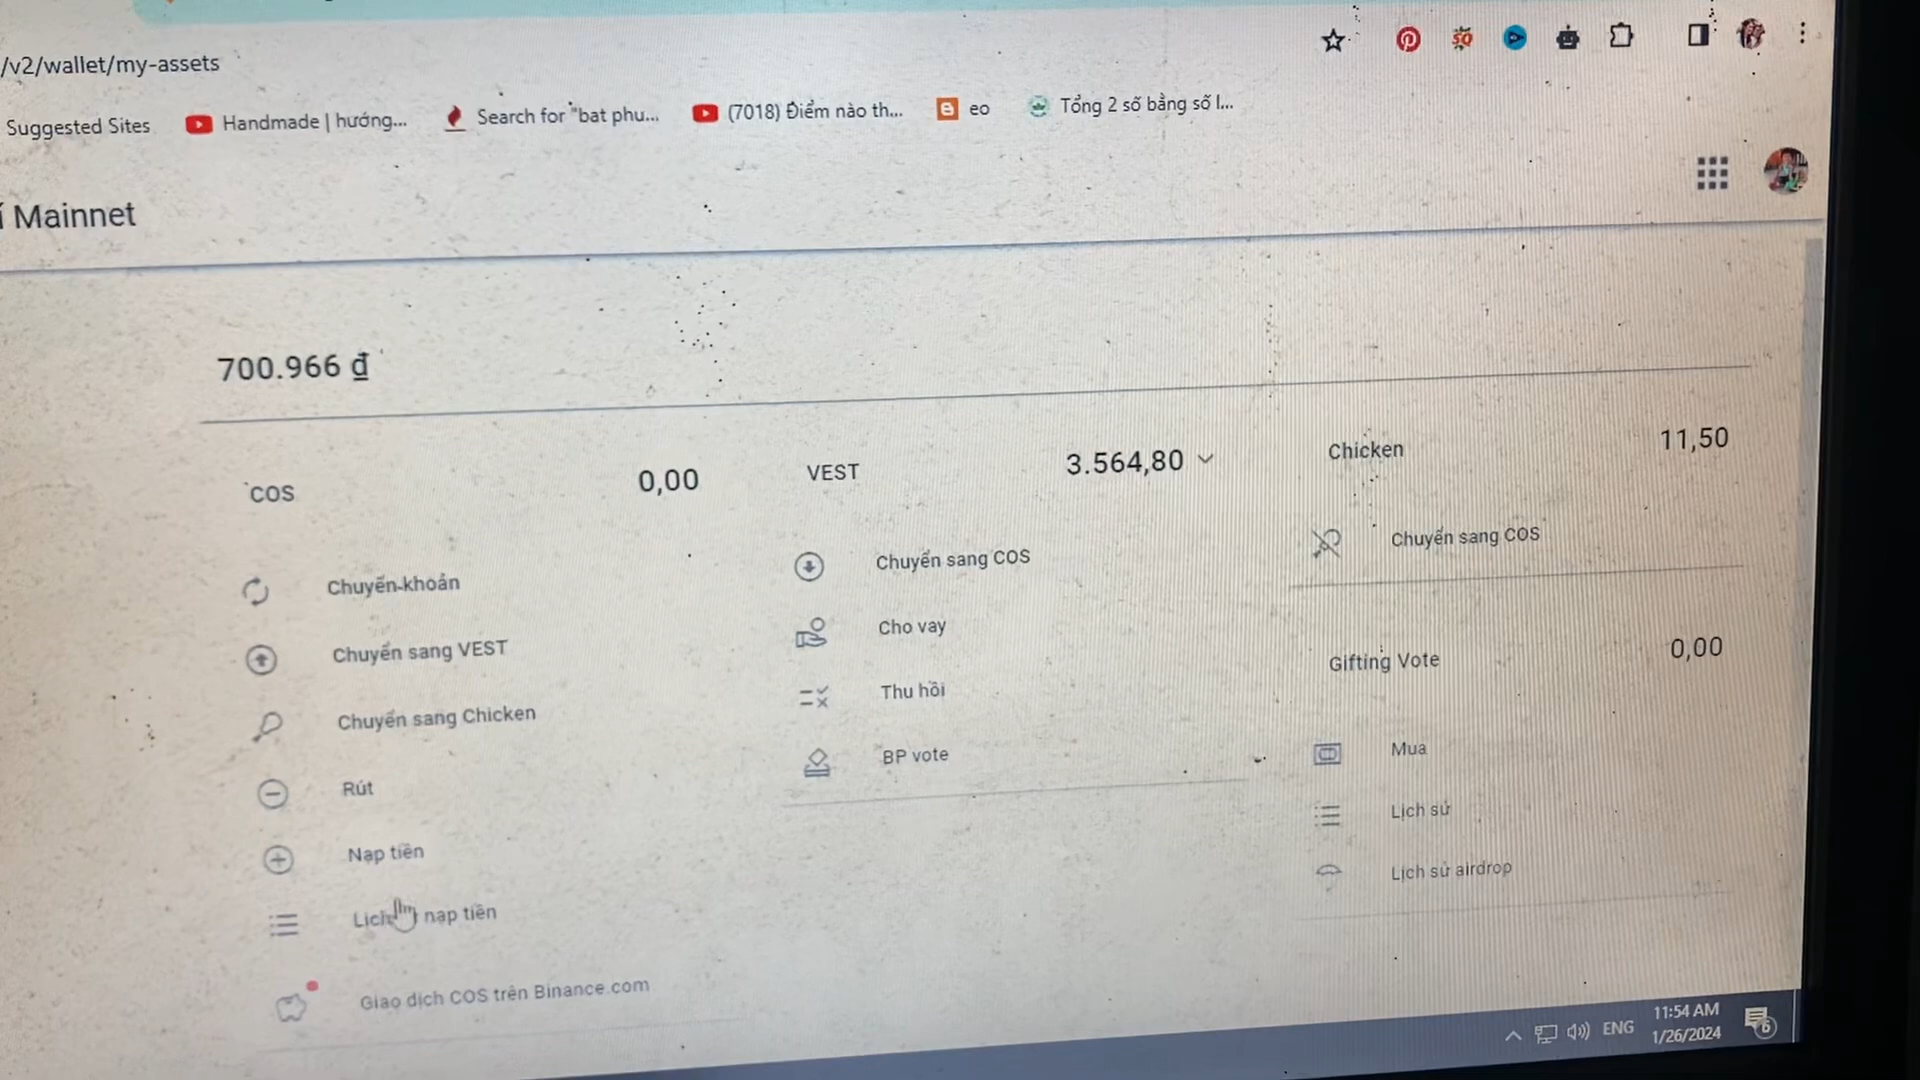 /v2/wallet/my-assets
Suggested Sites
Handmade | hướng...
Search for "bat phu...
(7018) Điểm nào th...
eo
Tổng 2 số bằng số l...
Mainnet
700.966 ₫
COS 0,00
Chuyển khoản
Chuyển sang VEST
Chuyển sang Chicken
Rút
Nạp tiền
nạp tiền
Giao dịch COS trên Binance.com
VEST 3.564,80
Chuyển sang COS
Cho vay
Thu hồi
BP vote
Chicken 11,50
Chuyển sang COS
Gifting Vote 0,00
Mua
Lịch sử
Lịch sử airdrop
ENG
11:54 AM
1/26/2024
6